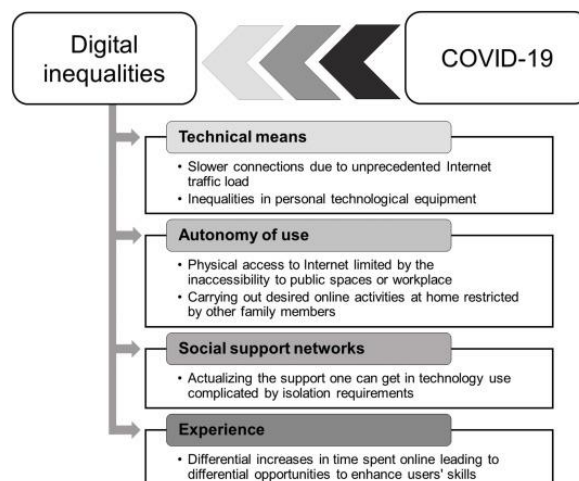 Digital
inequalities
COVID-19
Technical means
• Slower connections due to unprecedented Internet
traffic load
• Inequalities in personal technological equipment
Autonomy of use
• Physical access to Internet limited by the
inaccessibility to public spaces or workplace
• Carrying out desired online activities at home restricted
by other family members
Social support networks
• Actualizing the support one can get in technology use
complicated by isolation requirements
Experience
• Differential increases in time spent online leading to
differential opportunities to enhance users' skills